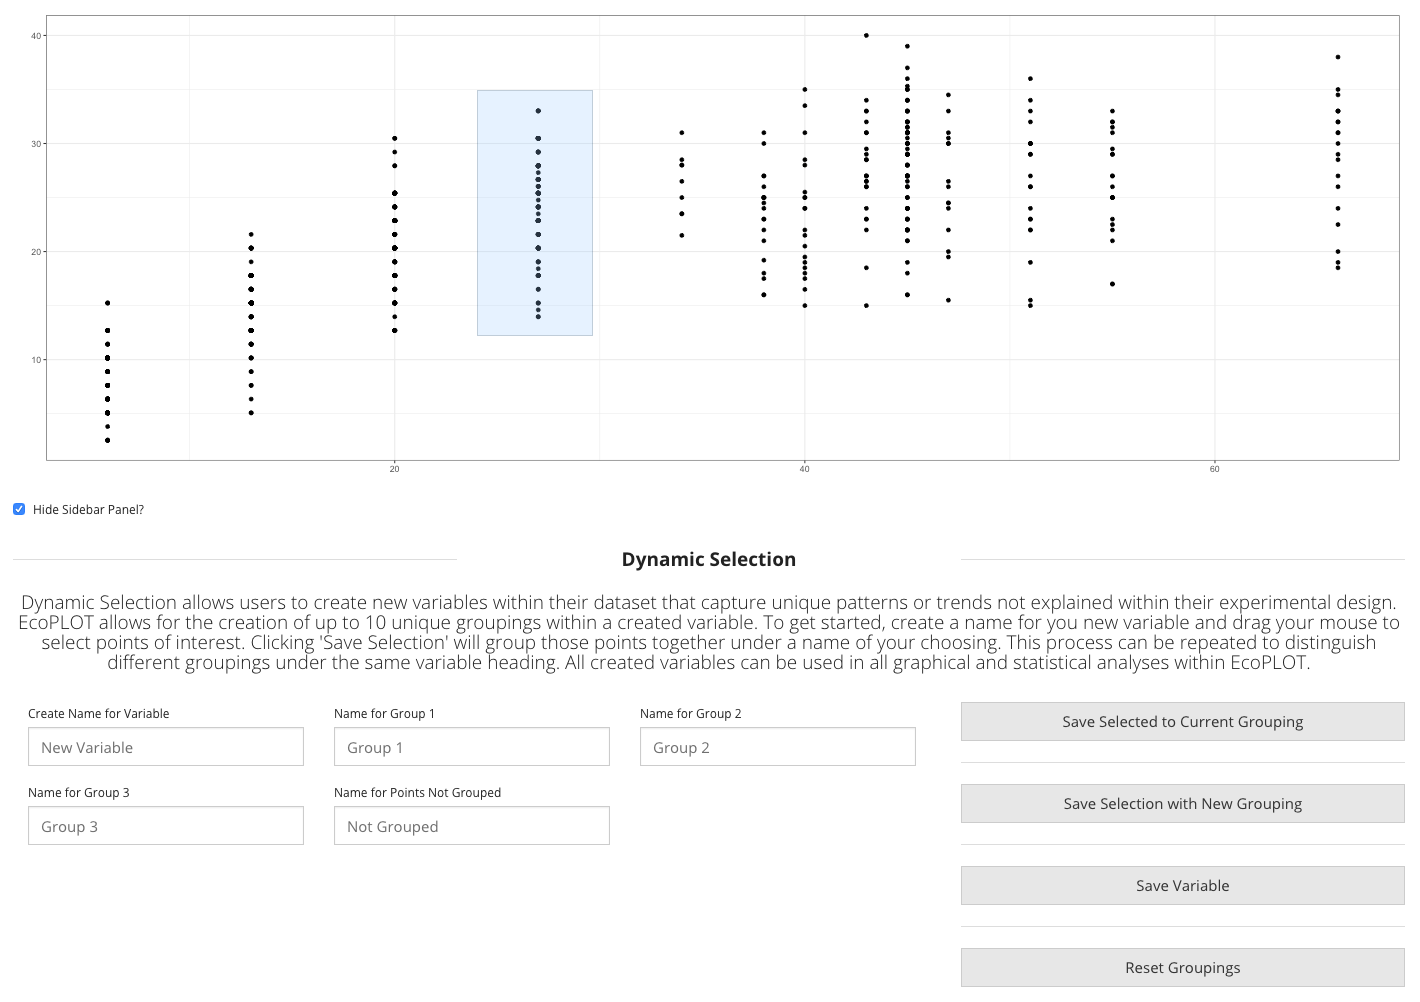 40
30
20
10
20
40
60
Hide Sidebar Panel?
Dynamic Selection
Dynamic Selection allows users to create new variables within their dataset that capture unique patterns or trends not explained within their experimental design.
EcoPLOT allows for the creation of up to 10 unique groupings within a created variable. To get started, create a name for you new variable and drag your mouse to
select points of interest. Clicking 'Save Selection' will group those points together under a name of your choosing. This process can be repeated to distinguish
different groupings under the same variable heading. All created variables can be used in all graphical and statistical analyses within EcoPLOT.
Create Name for Variable
New Variable
Name for Group 1
Group 1
Name for Group 2
Group 2
Name for Group 3
Group 3
Name for Points Not Grouped
Not Grouped
Save Selected to Current Grouping
Save Selection with New Grouping
Save Variable
Reset Groupings